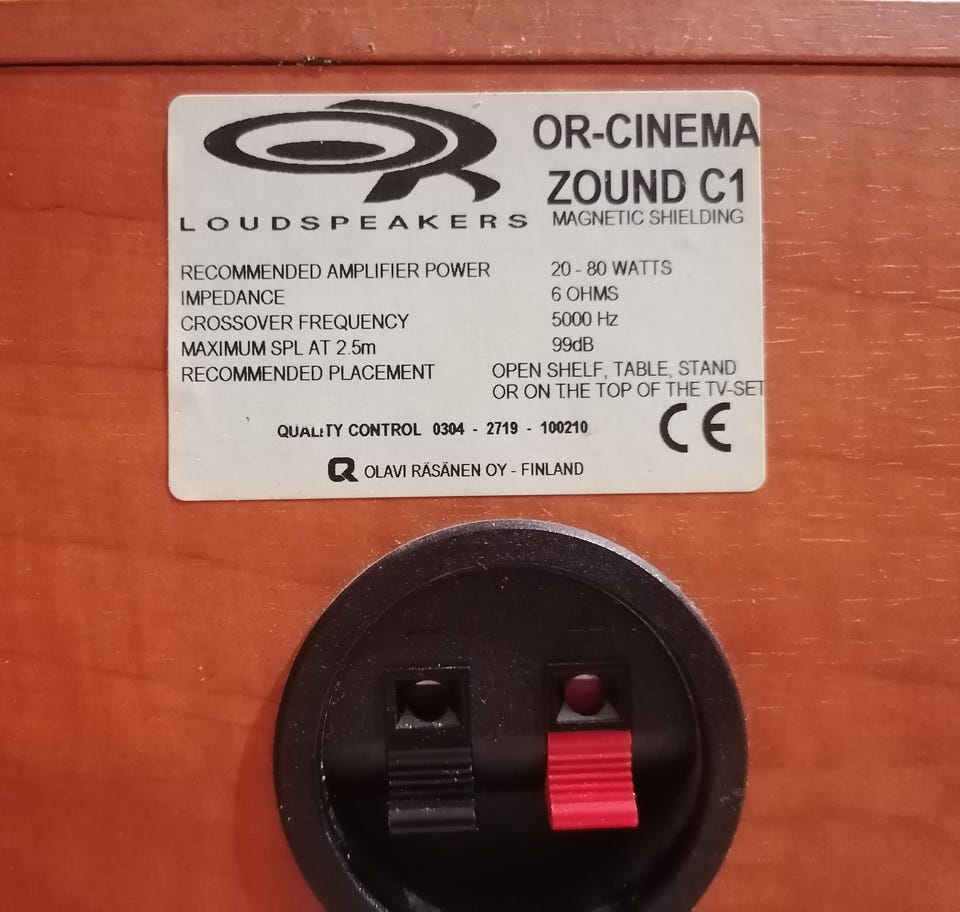 OR
OR-CINEMA
ZOUND C1
LOUDSPEAKERS
MAGNETIC SHIELDING
RECOMMENDED AMPLIFIER POWER 20 - 80 WATTS
IMPEDANCE 6 OHMS
CROSSOVER FREQUENCY 5000 Hz
MAXIMUM SPL AT 2.5m 99dB
RECOMMENDED PLACEMENT OPEN SHELF, TABLE, STAND
OR ON THE TOP OF THE TV-SET
CE
QUALITY CONTROL 0304 - 2719 - 100210
OLAVI RÄSÄNEN OY - FINLAND
- +